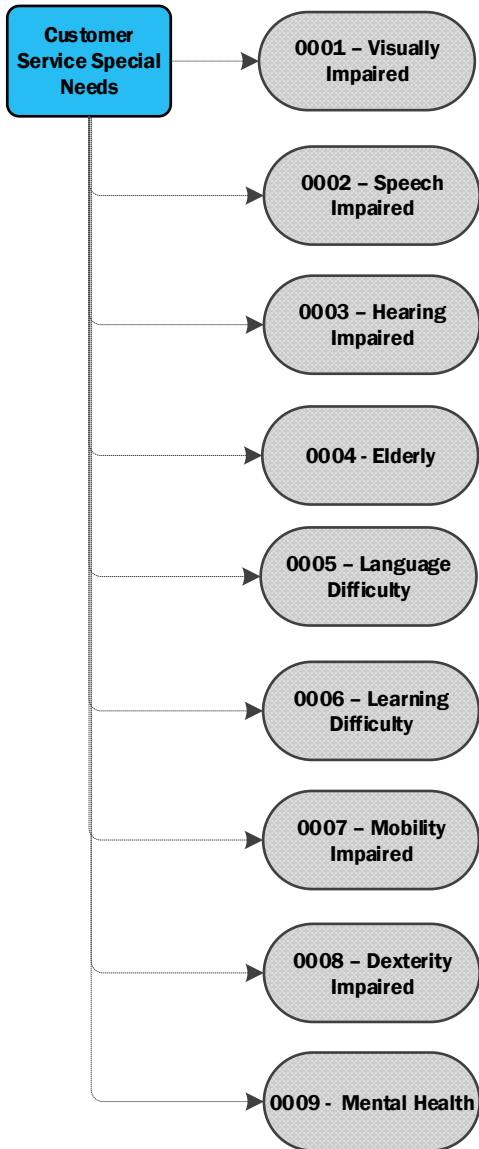 Customer
Service Special
Needs
0001 – Visually
Impaired
0002 – Speech
Impaired
0003 – Hearing
Impaired
0004 - Elderly
0005 – Language
Difficulty
0006 – Learning
Difficulty
0007 – Mobility
Impaired
0008 – Dexterity
Impaired
0009 -  Mental Health